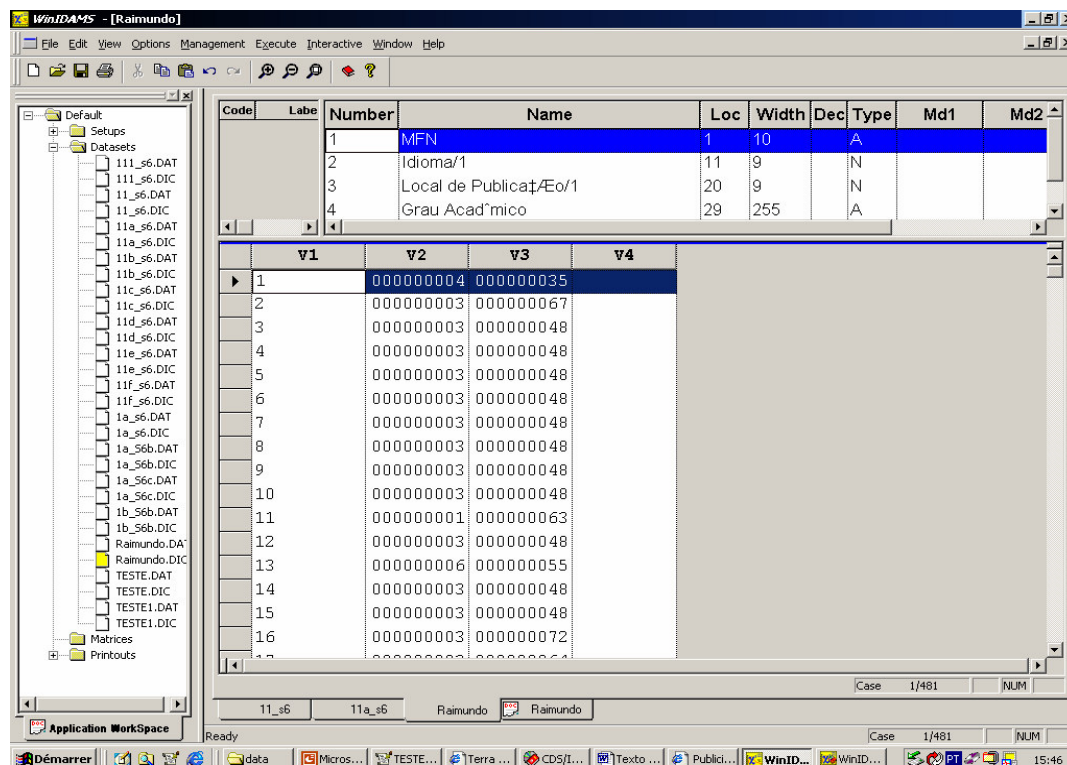 WinIDAMS - [Raimundo]
File Edit View Options Management Execute Interactive Window Help
Default
Setups
Datasets
111_s6.DAT
111_s6.DIC
11_s6.DAT
11_s6.DIC
11a_s6.DAT
11a_s6.DIC
11b_s6.DAT
11b_s6.DIC
11c_s6.DAT
11c_s6.DIC
11d_s6.DAT
11d_s6.DIC
11e_s6.DAT
11e_s6.DIC
11f_s6.DAT
11f_s6.DIC
1a_s6.DAT
1a_s6.DIC
1a_S6b.DAT
1a_S6b.DIC
1a_S6c.DAT
1a_S6c.DIC
1b_S6b.DAT
1b_S6b.DIC
Raimundo.DA
Raimundo.DIC
TESTE.DAT
TESTE.DIC
TESTE1.DAT
TESTE1.DIC
Matrices
Printouts
Application WorkSpace
Code Labe
Number Name Loc Width Dec Type Md1 Md2
1 MFN 1 10 A
2 Idioma/1 11 9 N
3 Local de Publica‡Æo/1 20 9 N
4 Grau Acadˆmico 29 255 A
V1 V2 V3 V4
1 000000004 000000035
2 000000003 000000067
3 000000003 000000048
4 000000003 000000048
5 000000003 000000048
6 000000003 000000048
7 000000003 000000048
8 000000003 000000048
9 000000003 000000048
10 000000003 000000048
11 000000001 000000063
12 000000003 000000048
13 000000006 000000055
14 000000003 000000048
15 000000003 000000048
16 000000003 000000072
Case 1/481 NUM
11_s6 11a_s6 Raimundo Raimundo
Ready Case 1/481 NUM
Démarrer data Micros... TESTE... Terra ... CDS/I... Texto ... Publici... WinID... WinID... PT 15:46